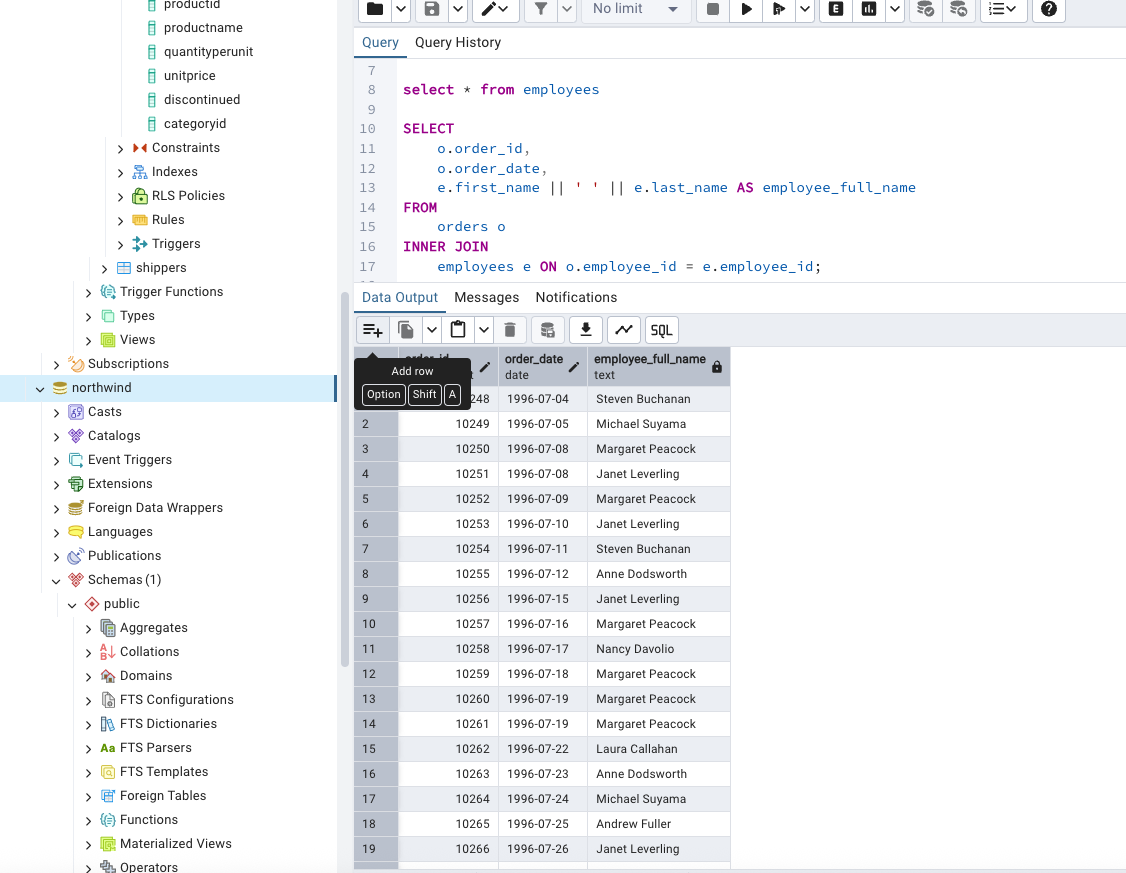 productid
productname
quantityperunit
unitprice
discontinued
categoryid
Constraints
Indexes
RLS Policies
Rules
Triggers
shippers
Trigger Functions
Types
Views
Subscriptions
northwind
Casts
Catalogs
Event Triggers
Extensions
Foreign Data Wrappers
Languages
Publications
Schemas (1)
public
Aggregates
Collations
Domains
FTS Configurations
FTS Dictionaries
Aa FTS Parsers
FTS Templates
Foreign Tables
Functions
Materialized Views
Operators
No limit
E
Query Query History
7
8 select * from employees
9
10 SELECT
11 o.order_id,
12 o.order_date,
13 e.first_name || ' ' || e.last_name AS employee_full_name
14 FROM
15 orders o
16 INNER JOIN
17 employees e ON o.employee_id = e.employee_id;
Data Output Messages Notifications
SQL
order_id order_date employee_full_name
date text
Add row
Option Shift A
248 1996-07-04 Steven Buchanan
2 10249 1996-07-05 Michael Suyama
3 10250 1996-07-08 Margaret Peacock
4 10251 1996-07-08 Janet Leverling
5 10252 1996-07-09 Margaret Peacock
6 10253 1996-07-10 Janet Leverling
7 10254 1996-07-11 Steven Buchanan
8 10255 1996-07-12 Anne Dodsworth
9 10256 1996-07-15 Janet Leverling
10 10257 1996-07-16 Margaret Peacock
11 10258 1996-07-17 Nancy Davolio
12 10259 1996-07-18 Margaret Peacock
13 10260 1996-07-19 Margaret Peacock
14 10261 1996-07-19 Margaret Peacock
15 10262 1996-07-22 Laura Callahan
16 10263 1996-07-23 Anne Dodsworth
17 10264 1996-07-24 Michael Suyama
18 10265 1996-07-25 Andrew Fuller
19 10266 1996-07-26 Janet Leverling